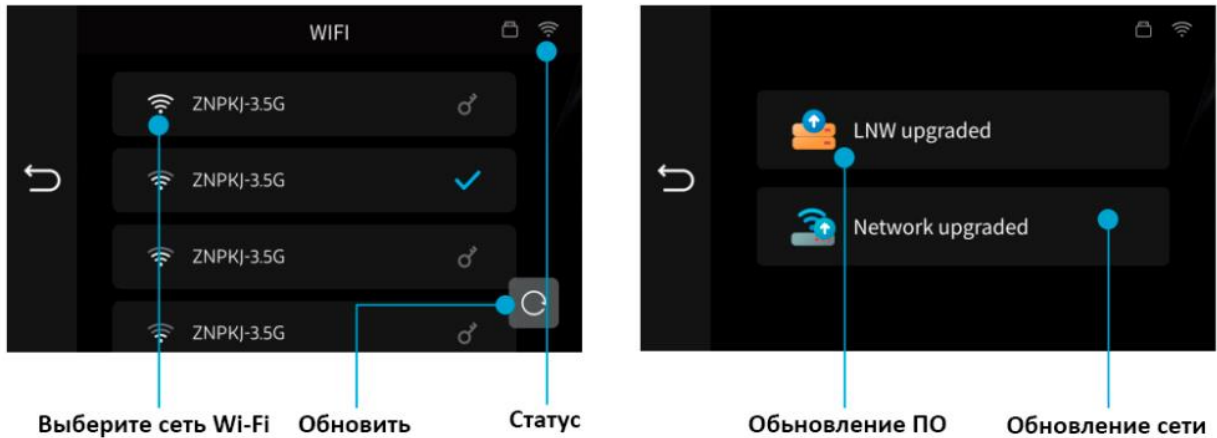 WIFI
ZNPKJ-3.5G
ZNPKJ-3.5G
ZNPKJ-3.5G
ZNPKJ-3.5G
Выберите сеть Wi-Fi
Обновить
Статус
LNW upgraded
Network upgraded
Обьновление ПО
Обновление сети